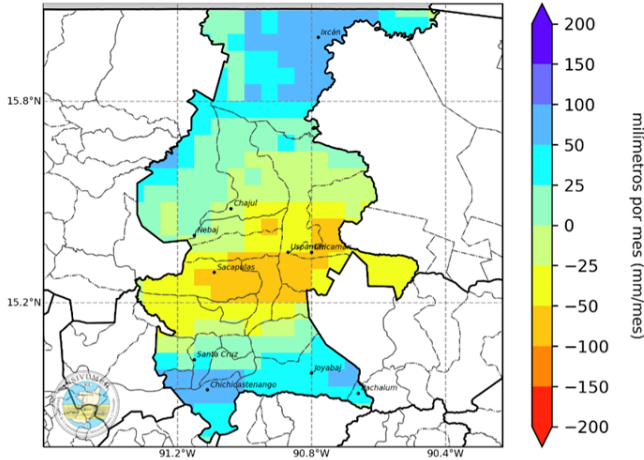 200
150
100
50
25
0
−25
−50
−100
−150
−200
milímetros por mes (mm/mes)
15.8°N
15.2°N
91.2°W
90.8°W
90.4°W
Ixcán
Chajul
Nebaj
Uspantán
Chicamán
Sacapulas
Santa Cruz
Joyabaj
Chichicastenango
Pachalum
INSIVUMEH